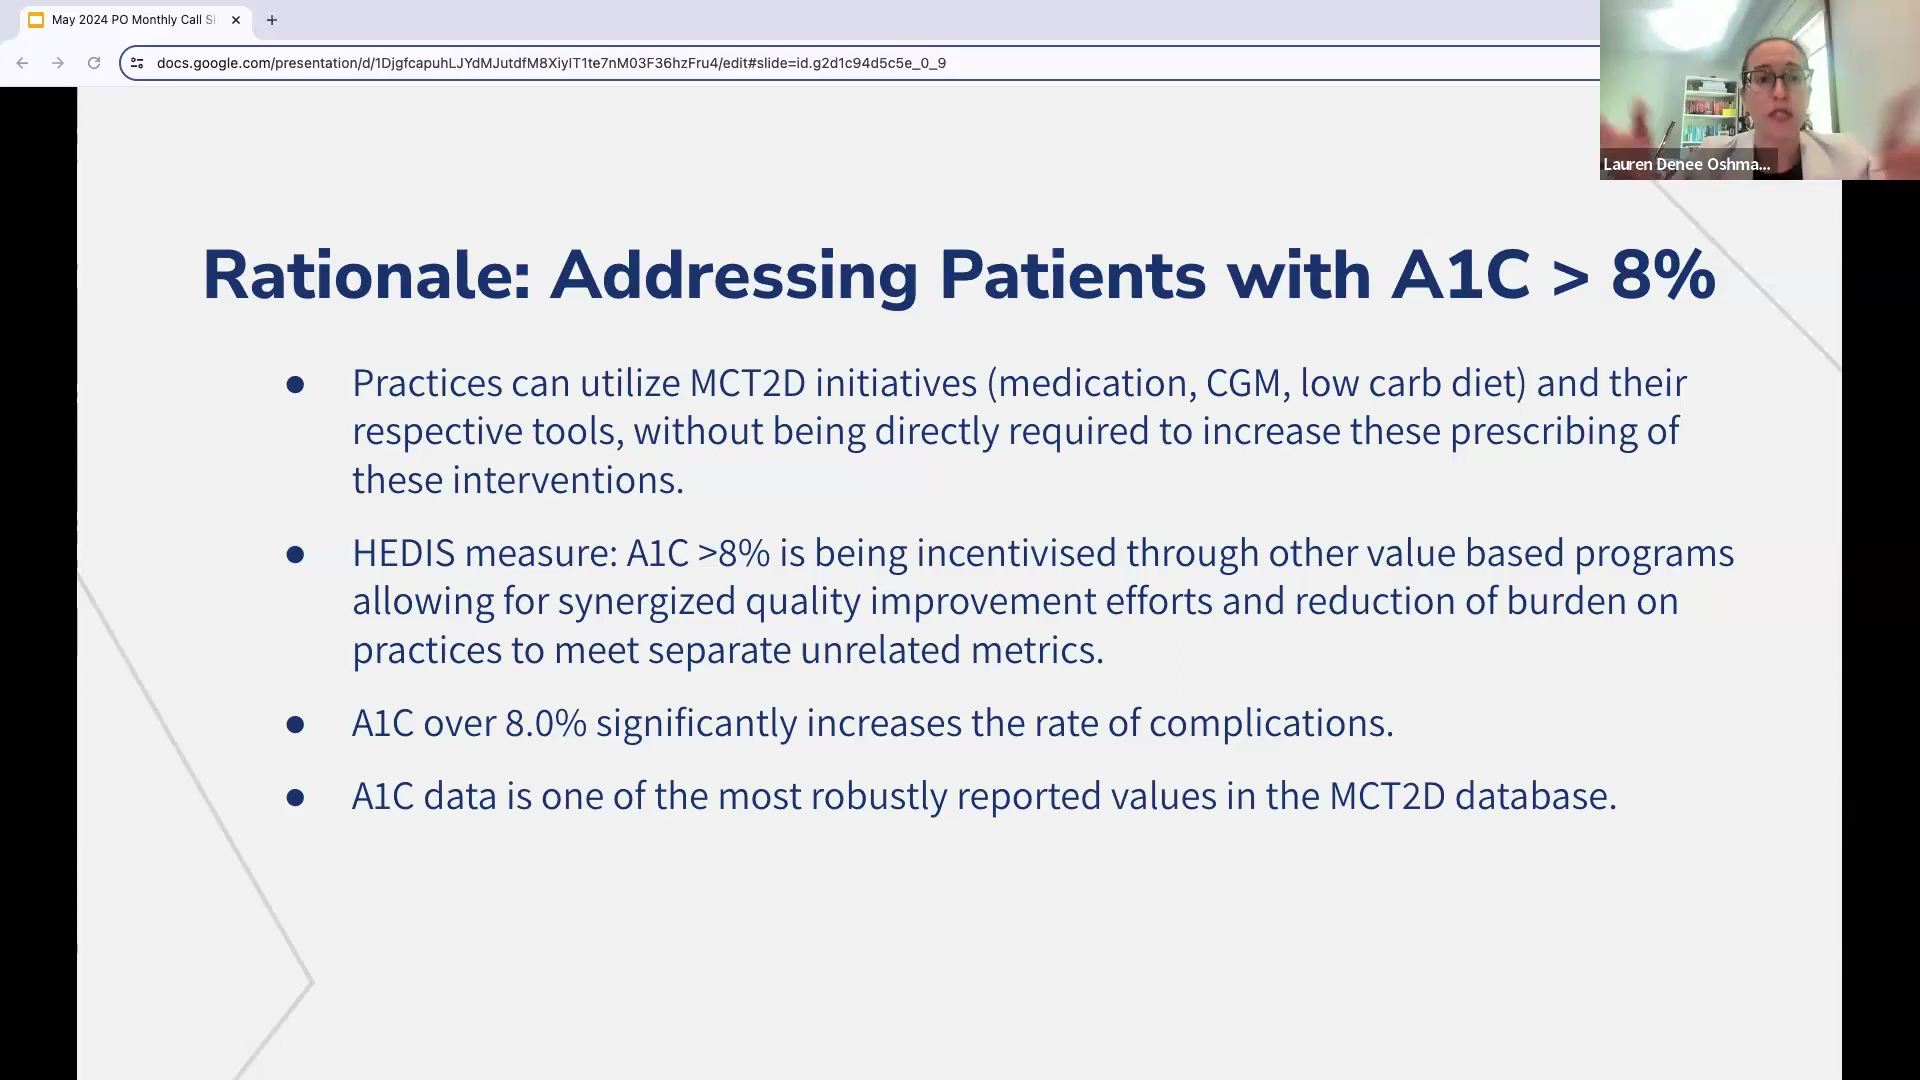 May 2024 PO Monthly Call Sl
docs.google.com/presentation/d/1DjgfcapuhLJYdMJutdfM8XiylT1te7nM03F36hzFru4/edit#slide=id.g2d1c94d5c5e_0_9
Lauren Denee Oshma...
Rationale: Addressing Patients with A1C > 8%
● Practices can utilize MCT2D initiatives (medication, CGM, low carb diet) and their
respective tools, without being directly required to increase these prescribing of
these interventions.
● HEDIS measure: A1C >8% is being incentivised through other value based programs
allowing for synergized quality improvement efforts and reduction of burden on
practices to meet separate unrelated metrics.
● A1C over 8.0% significantly increases the rate of complications.
● A1C data is one of the most robustly reported values in the MCT2D database.